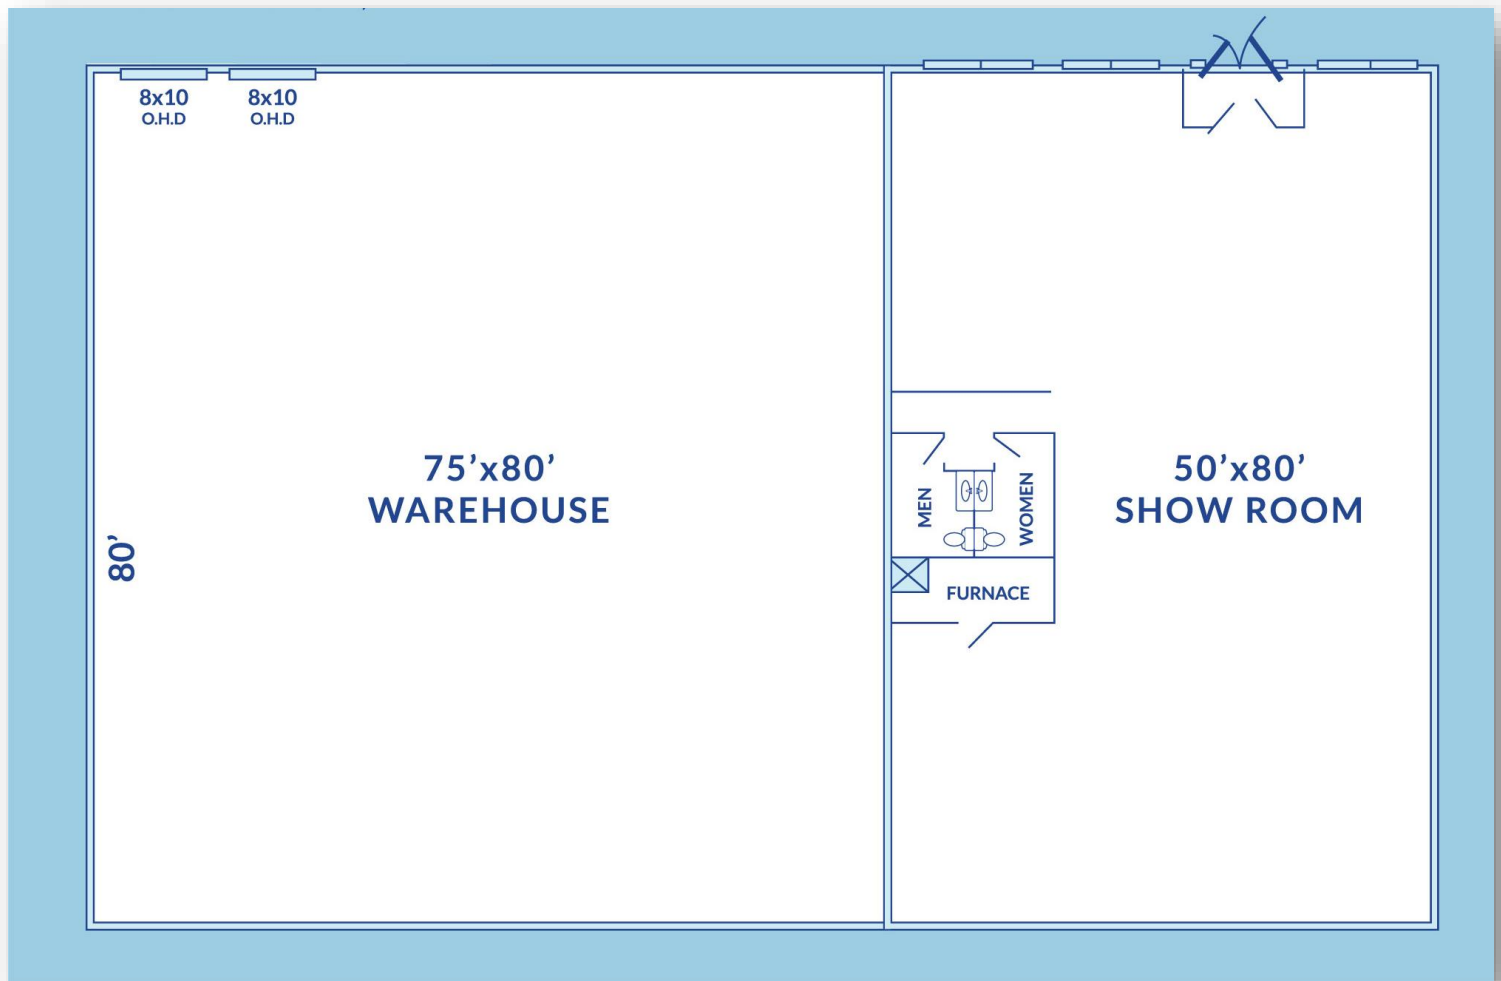 8x10
O.H.D
8x10
O.H.D
75’x80’
WAREHOUSE
80’
MEN
WOMEN
FURNACE
50’x80’
SHOW ROOM